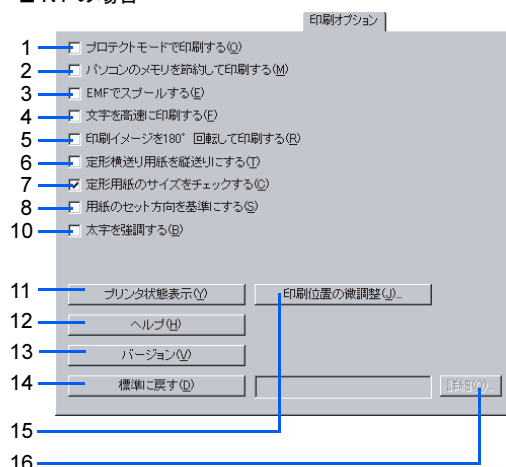 ■ NT の場合
印刷オプション
1 プロテクトモードで印刷する(O)
2 パソコンのメモリを節約して印刷する(M)
3 EMFでスプールする(E)
4 文字を高速に印刷する(F)
5 印刷イメージを180°回転して印刷する(R)
6 定形横送り用紙を縦送りにする(T)
7 定形用紙のサイズをチェックする(C)
8 用紙のセット方向を基準にする(S)
10 太字を強調する(B)
11 プリンタ状態表示(Y) 印刷位置の微調整(J)...
12 ヘルプ(H)
13 バージョン(V)
14 標準に戻す(D) 詳細(Q)...
15
16